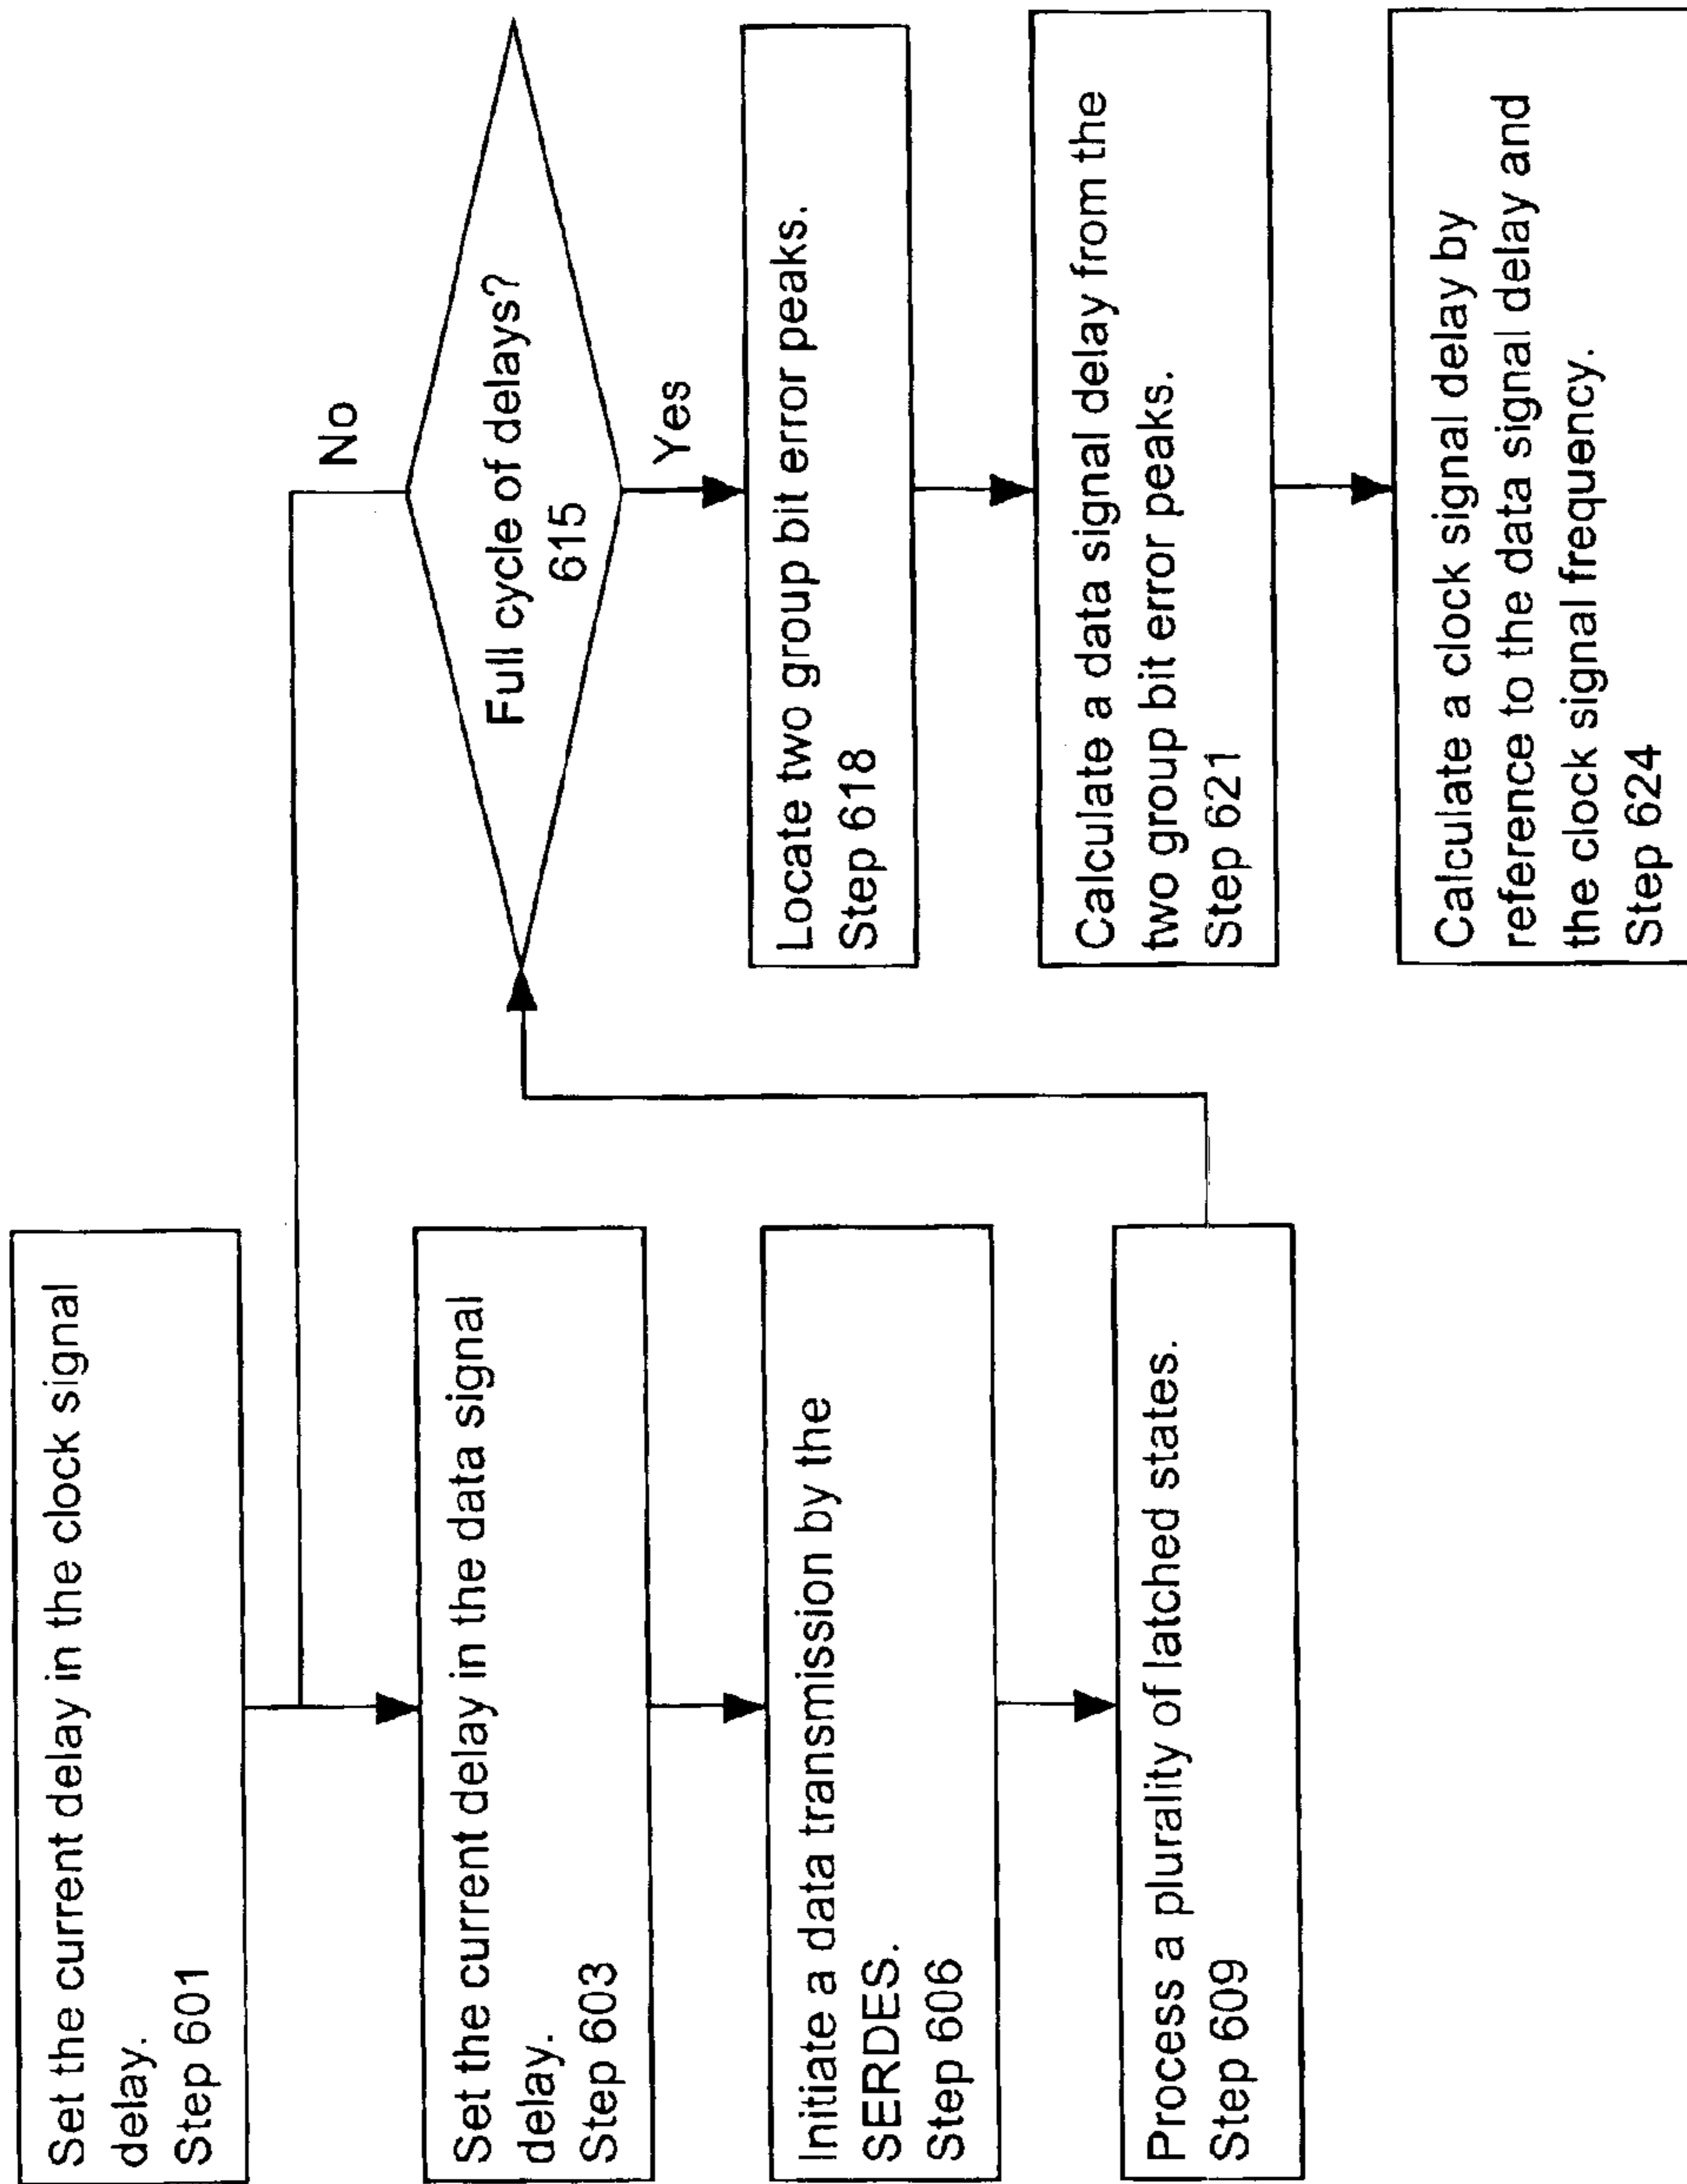 Set the current delay in the clock signal
delay.
Step 601
Set the current delay in the data signal
delay.
Step 603
Initiate a data transmission by the
SERDES.
Step 606
Process a plurality of latched states.
Step 609
Full cycle of delays?
615
No
Yes
Locate two group bit error peaks.
Step 618
Calculate a data signal delay from the
two group bit error peaks.
Step 621
Calculate a clock signal delay by
reference to the data signal delay and
the clock signal frequency.
Step 624